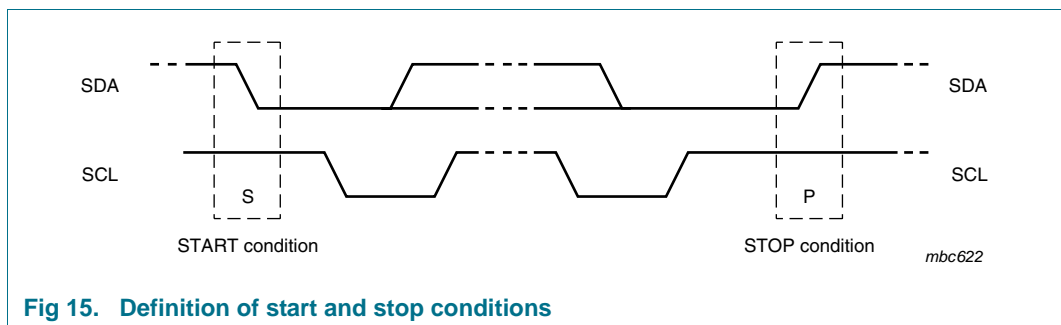 SDA SDA
SCL SCL
S P
START condition STOP condition
mbc622
Fig 15. Definition of start and stop conditions